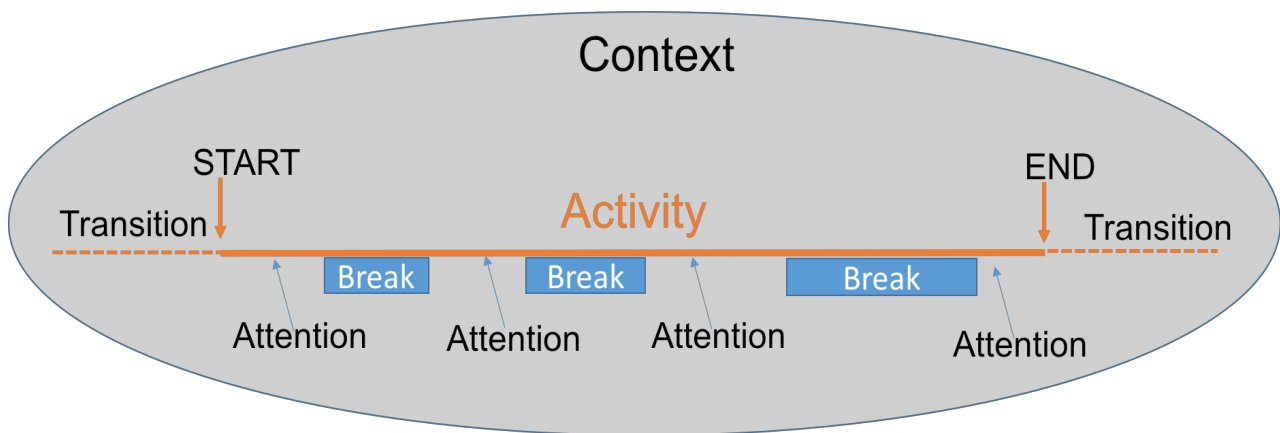 Context
START
END
Transition
Activity
Transition
Break
Break
Break
Attention
Attention
Attention
Attention